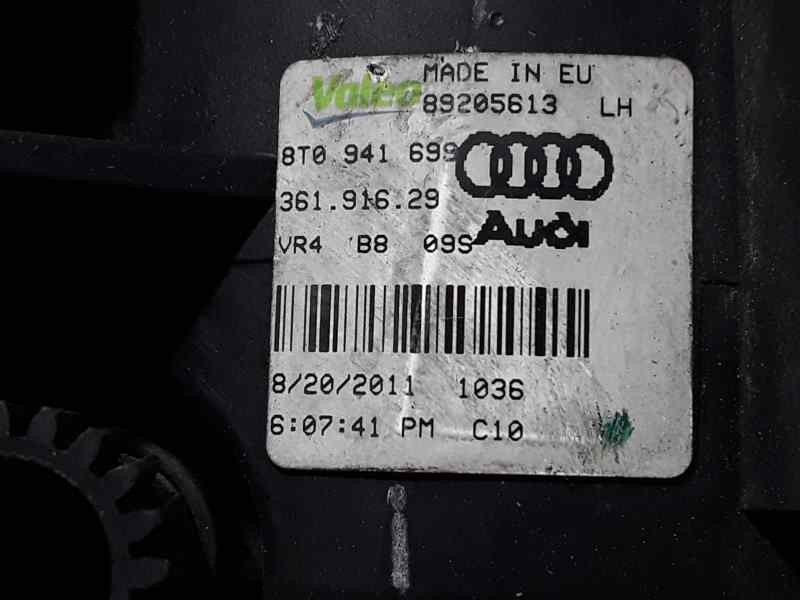 Valeo MADE IN EU
89205613 LH
8T0 941 699
361.916.29
Audi
VR4 B8 09S
8/20/2011 1036
6:07:41 PM C10